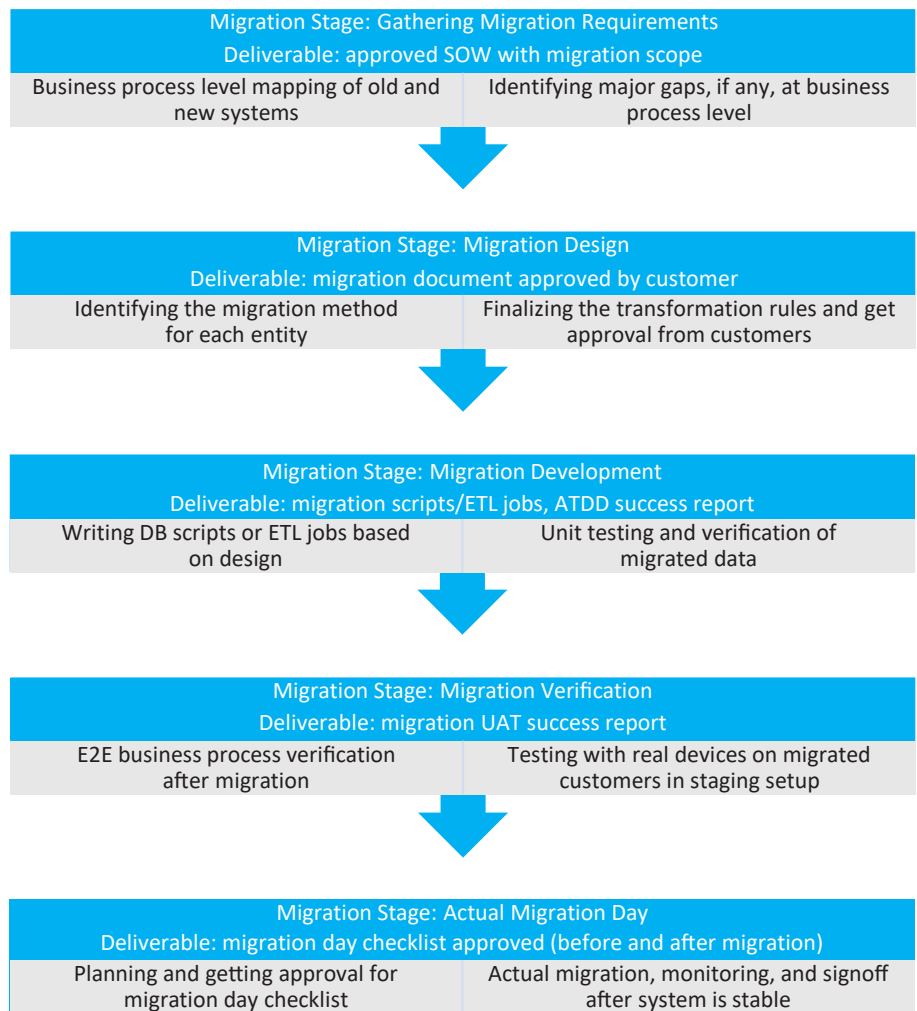 Migration Stage: Gathering Migration Requirements
Deliverable: approved SOW with migration scope
Business process level mapping of old and
new systems
Identifying major gaps, if any, at business
process level
Migration Stage: Migration Design
Deliverable: migration document approved by customer
Identifying the migration method
for each entity
Finalizing the transformation rules and get
approval from customers
Migration Stage: Migration Development
Deliverable: migration scripts/ETL jobs, ATDD success report
Writing DB scripts or ETL jobs based
on design
Unit testing and verification of
migrated data
Migration Stage: Migration Verification
Deliverable: migration UAT success report
E2E business process verification
after migration
Testing with real devices on migrated
customers in staging setup
Migration Stage: Actual Migration Day
Deliverable: migration day checklist approved (before and after migration)
Planning and getting approval for
migration day checklist
Actual migration, monitoring, and signoff
after system is stable